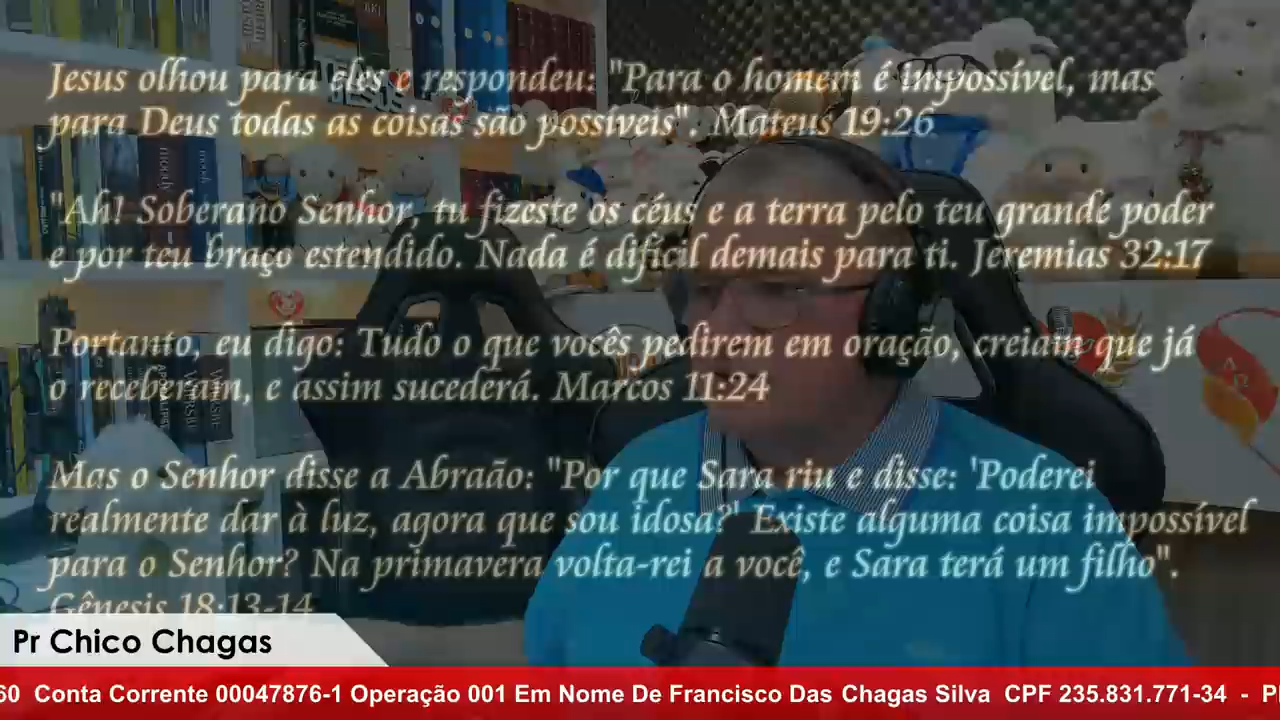 Jesus olhou para eles e respondeu: "Para o homem é impossível, mas
para Deus todas as coisas são possíveis". Mateus 19:26
"Ah! Soberano Senhor, tu fizeste os céus e a terra pelo teu grande poder
e por teu braço estendido. Nada é difícil demais para ti. Jeremias 32:17
Portanto, eu digo: Tudo o que vocês pedirem em oração, creiam que já
o receberam, e assim sucederá. Marcos 11:24
Mas o Senhor disse a Abraão: "Por que Sara riu e disse: 'Poderei
realmente dar à luz, agora que sou idosa?' Existe alguma coisa impossível
para o Senhor? Na primavera volta-rei a você, e Sara terá um filho".
Gênesis 18:13-14
Pr Chico Chagas
60 Conta Corrente 00047876-1 Operação 001 Em Nome De Francisco Das Chagas Silva CPF 235.831.771-34 -
JESUS